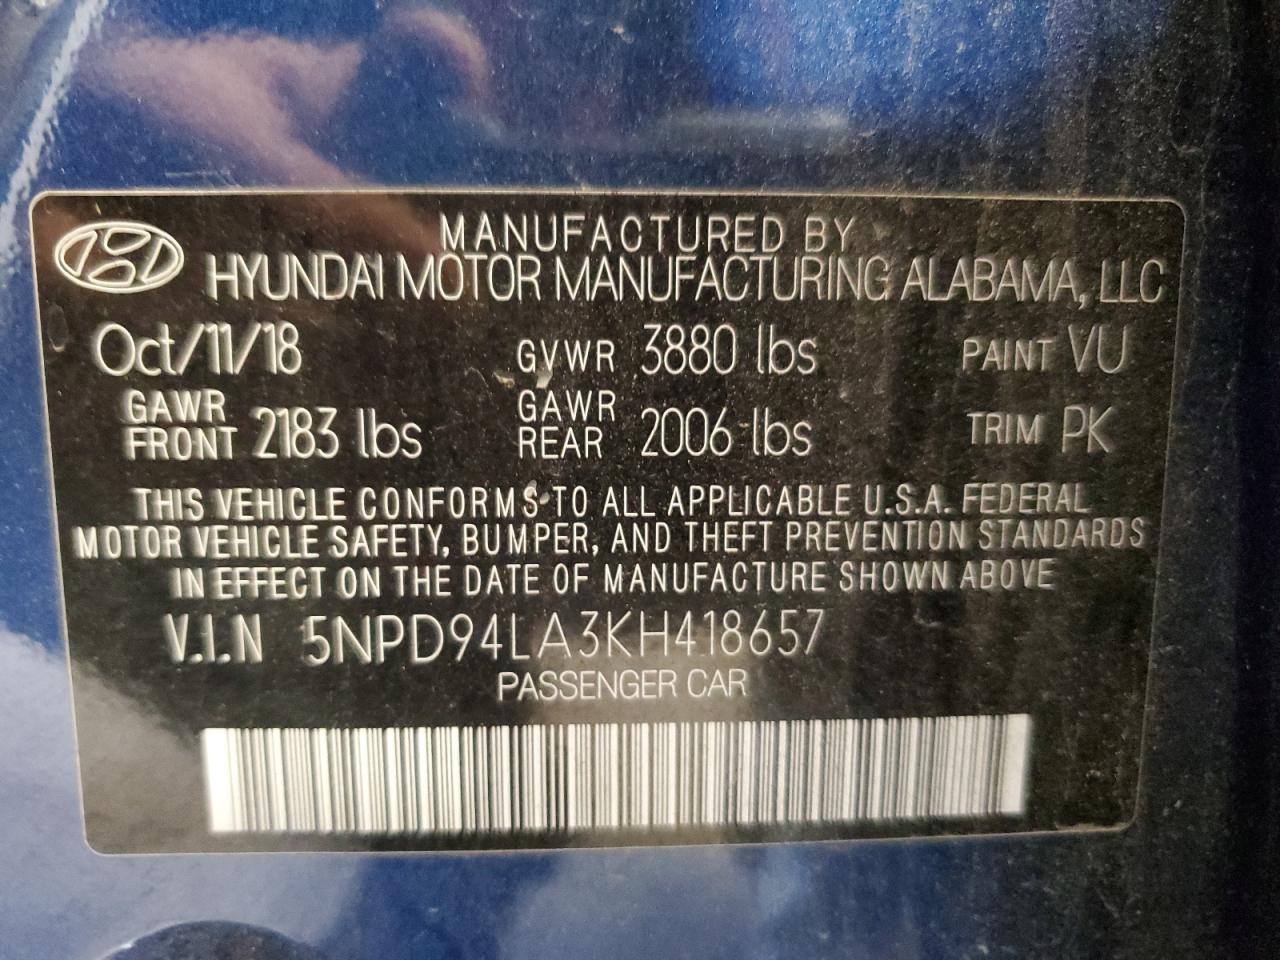 MANUFACTURED BY
HYUNDAI MOTOR MANUFACTURING ALABAMA, LLC
Oct/11/18 GVWR 3880 lbs PAINT VU
GAWR FRONT 2183 lbs GAWR REAR 2006 lbs TRIM PK
THIS VEHICLE CONFORMS TO ALL APPLICABLE U.S.A. FEDERAL
MOTOR VEHICLE SAFETY, BUMPER, AND THEFT PREVENTION STANDARDS
IN EFFECT ON THE DATE OF MANUFACTURE SHOWN ABOVE
V.I.N 5NPD94LA3KH418657
PASSENGER CAR